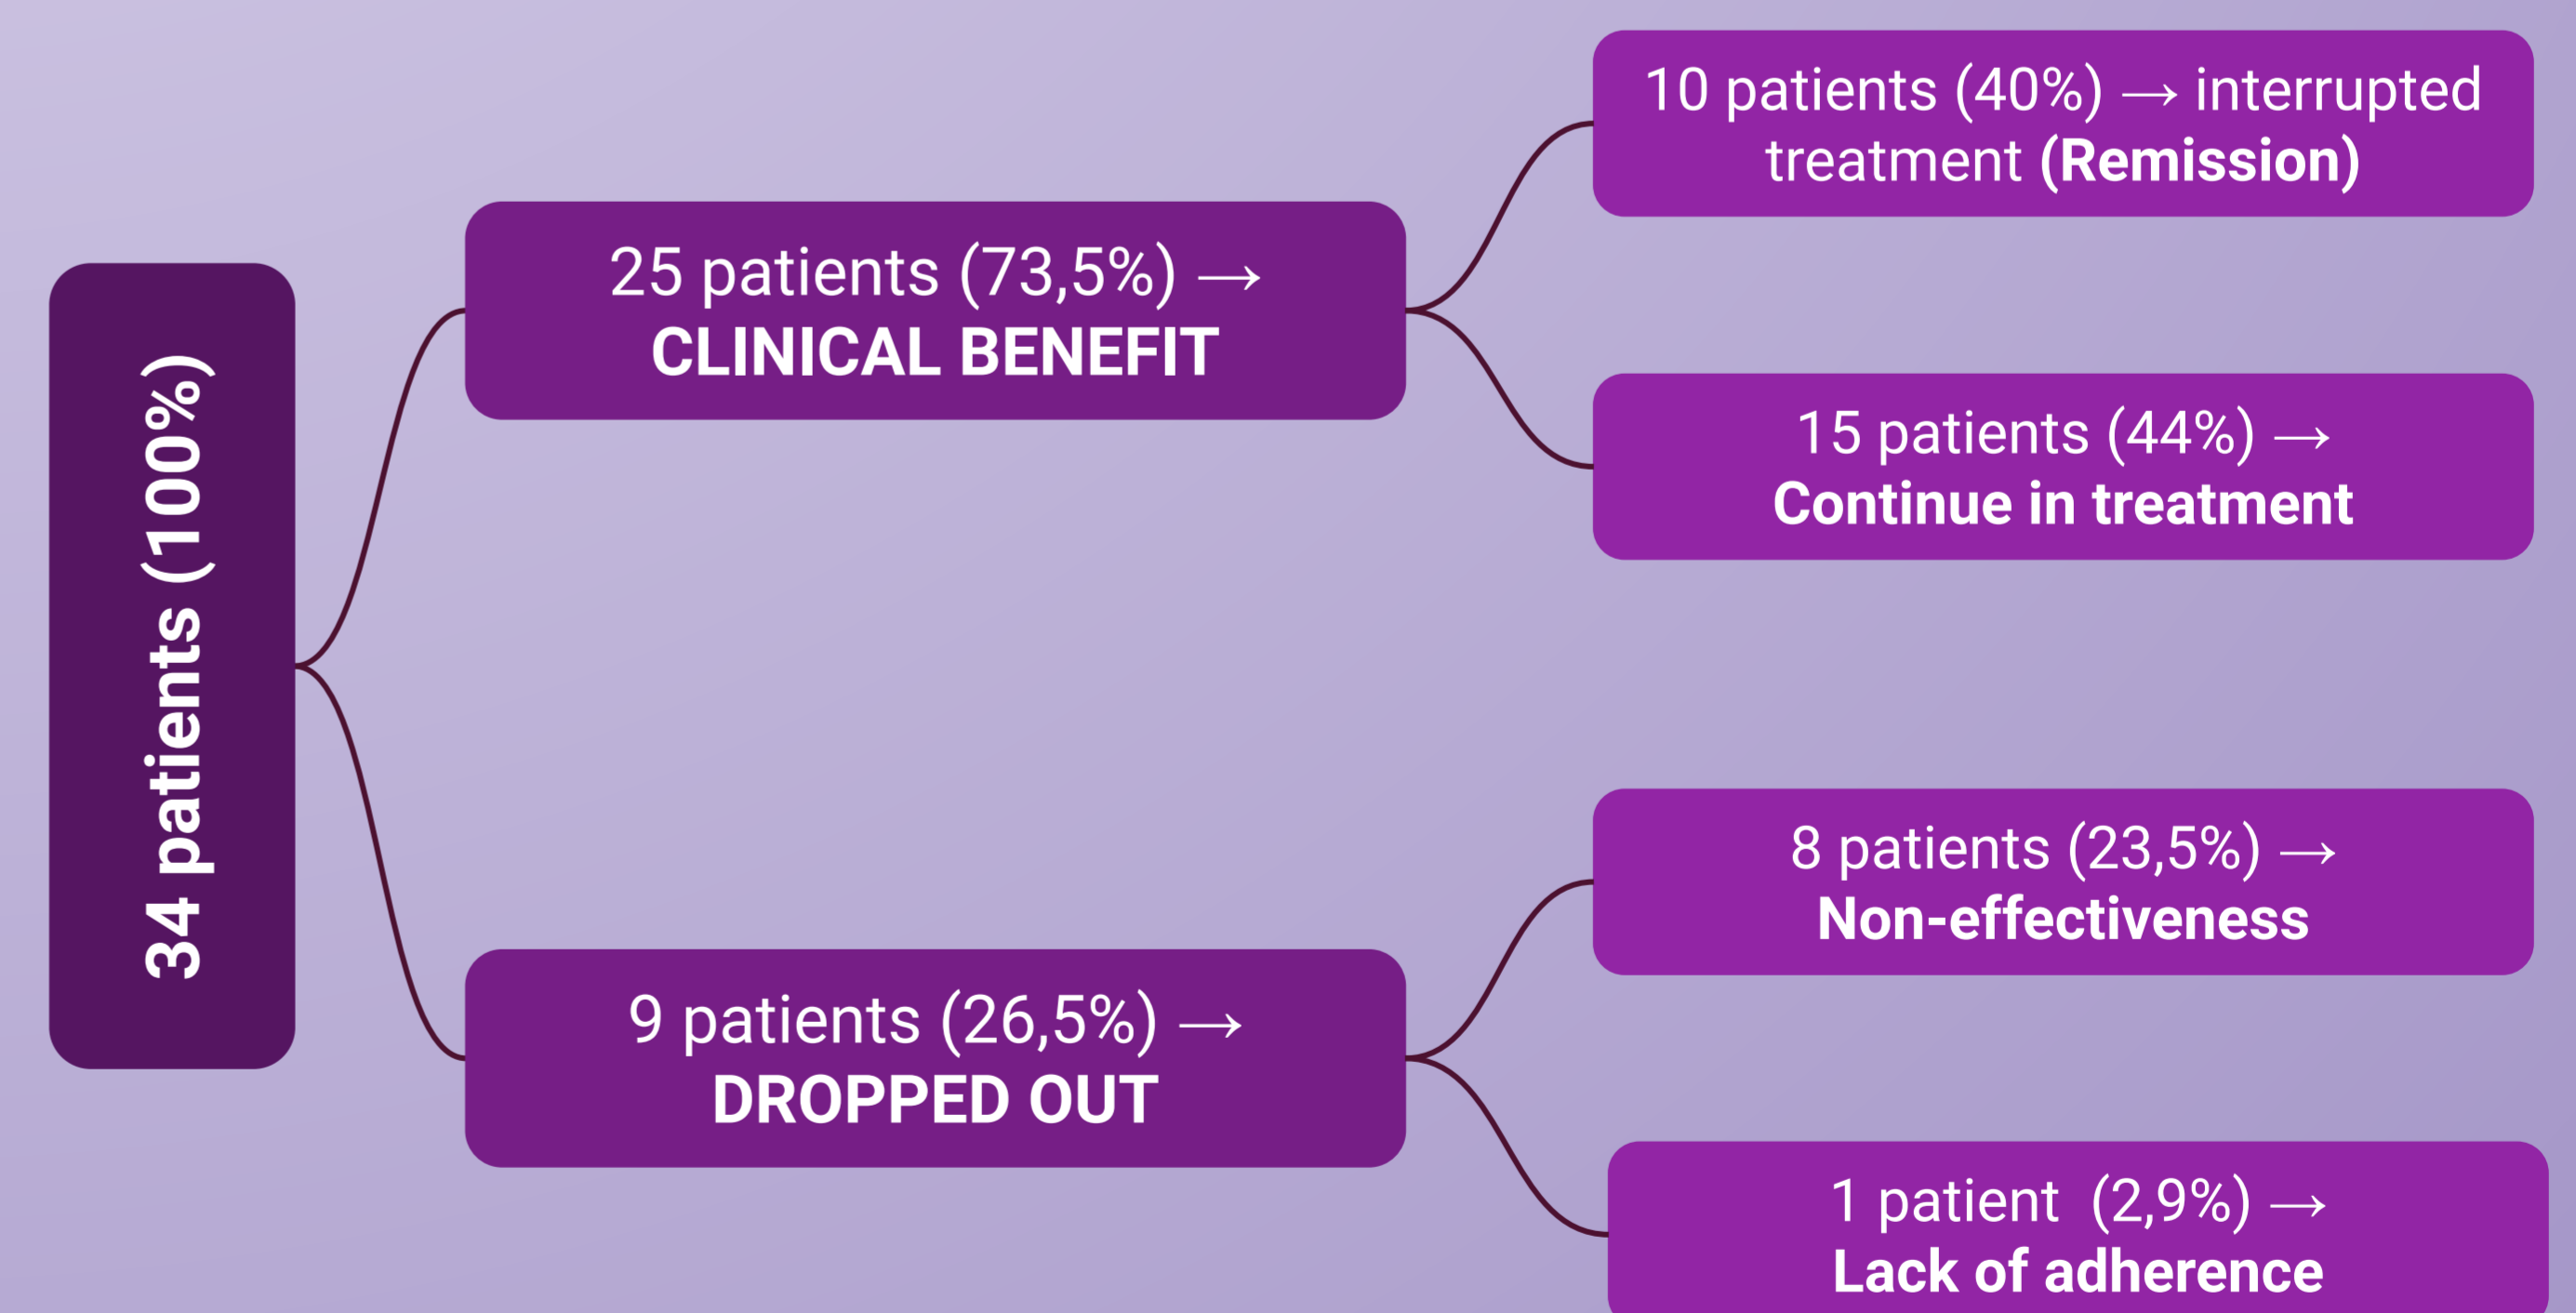 34 patients (100%)
25 patients (73,5%) →
CLINICAL BENEFIT
10 patients (40%) → interrupted
treatment (Remission)
15 patients (44%) →
Continue in treatment
9 patients (26,5%) →
DROPPED OUT
8 patients (23,5%) →
Non-effectiveness
1 patient (2,9%) →
Lack of adherence